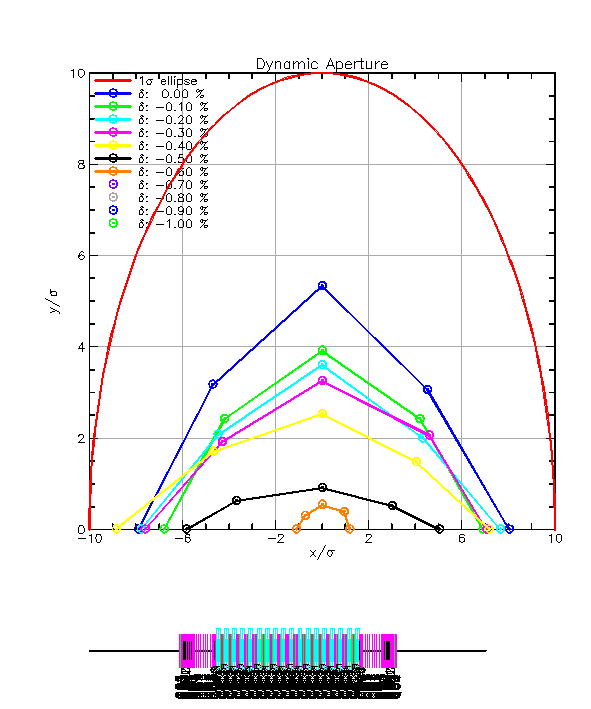 Dynamic Aperture
10
1σ ellipse
δ: 0.00 %
δ: -0.10 %
δ: -0.20 %
δ: -0.30 %
δ: -0.40 %
δ: -0.50 %
δ: -0.60 %
δ: -0.70 %
δ: -0.80 %
δ: -0.90 %
δ: -1.00 %
8
6
y/σ
4
2
0
-10 -6 -2 2 6 10
x/σ